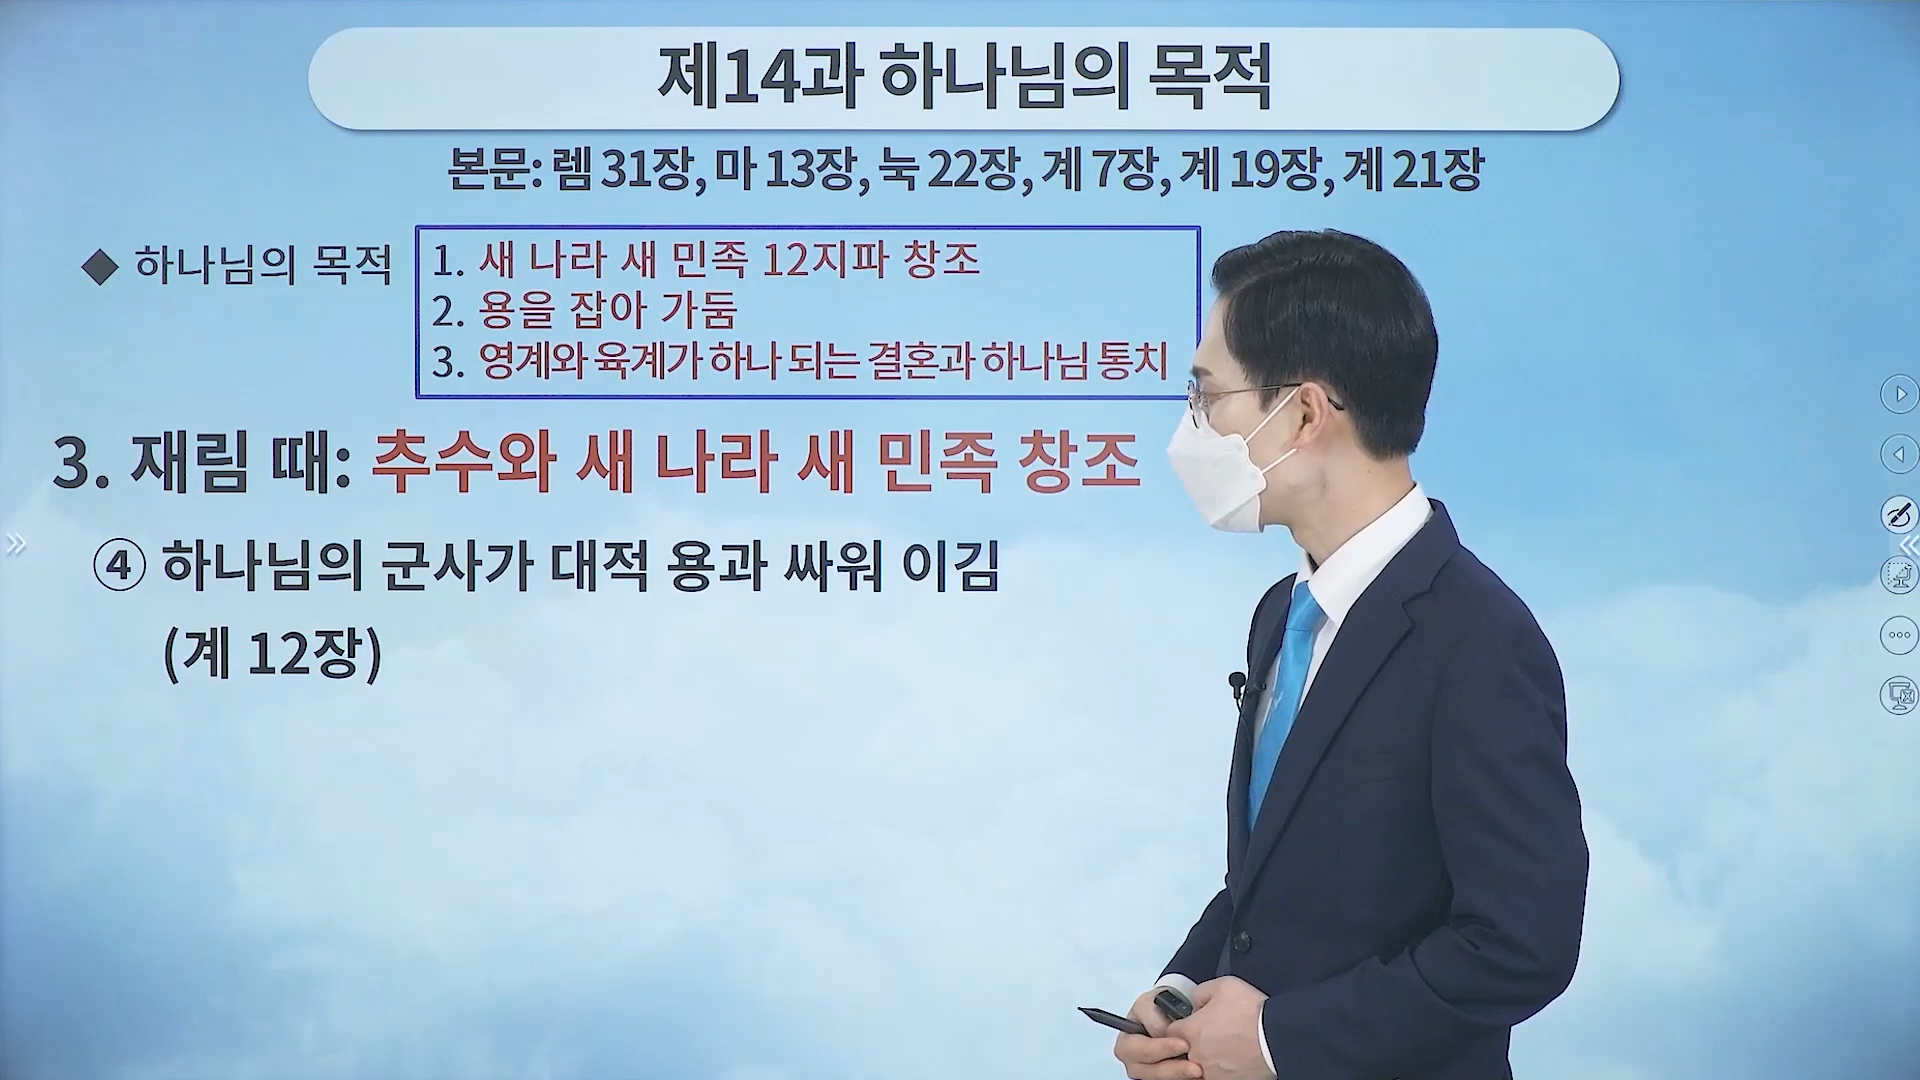 제14과 하나님의 목적
본문: 렘 31장, 마 13장, 눅 22장, 계 7장, 계 19장, 계 21장
◆ 하나님의 목적
1. 새 나라 새 민족 12지파 창조
2. 용을 잡아 가둠
3. 영계와 육계가 하나 되는 결혼과 하나님 통치
3. 재림 때: 추수와 새 나라 새 민족 창조
④ 하나님의 군사가 대적 용과 싸워 이김
(계 12장)